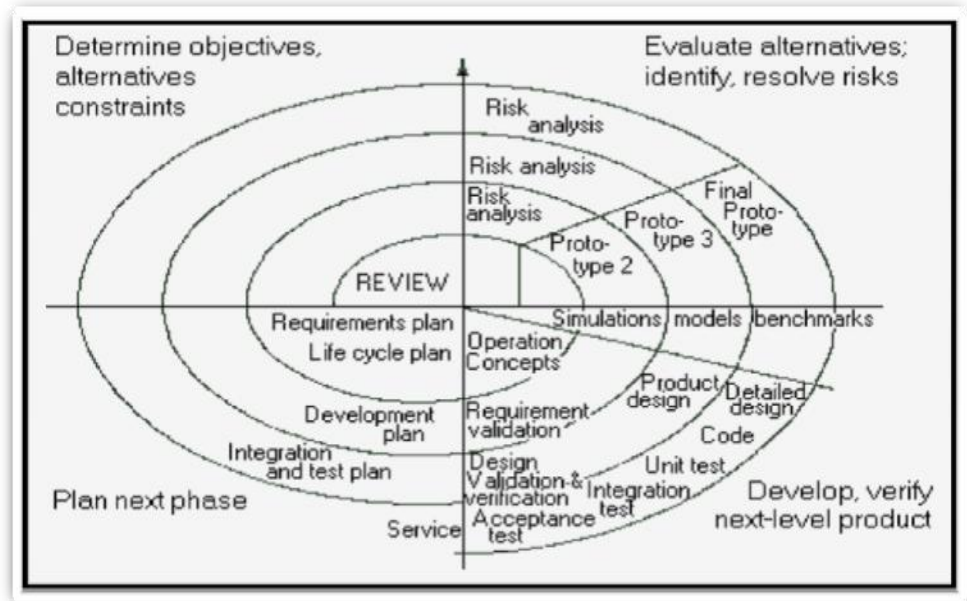 Determine objectives,
alternatives
constraints
Evaluate alternatives;
identify, resolve risks
Risk
analysis
Risk analysis
Risk
analysis
Final
Proto-
type
Proto-
type 3
Proto-
type 2
REVIEW
Requirements plan
Life cycle plan
Simulations models benchmarks
Operation
Concepts
Product
design
Detailed
design
Development
plan
Requirement
validation
Code
Integration
and test plan
Design
Validation &
verification
Unit test
Integration
test
Plan next phase
Develop, verify
next-level product
Service
Acceptance
test